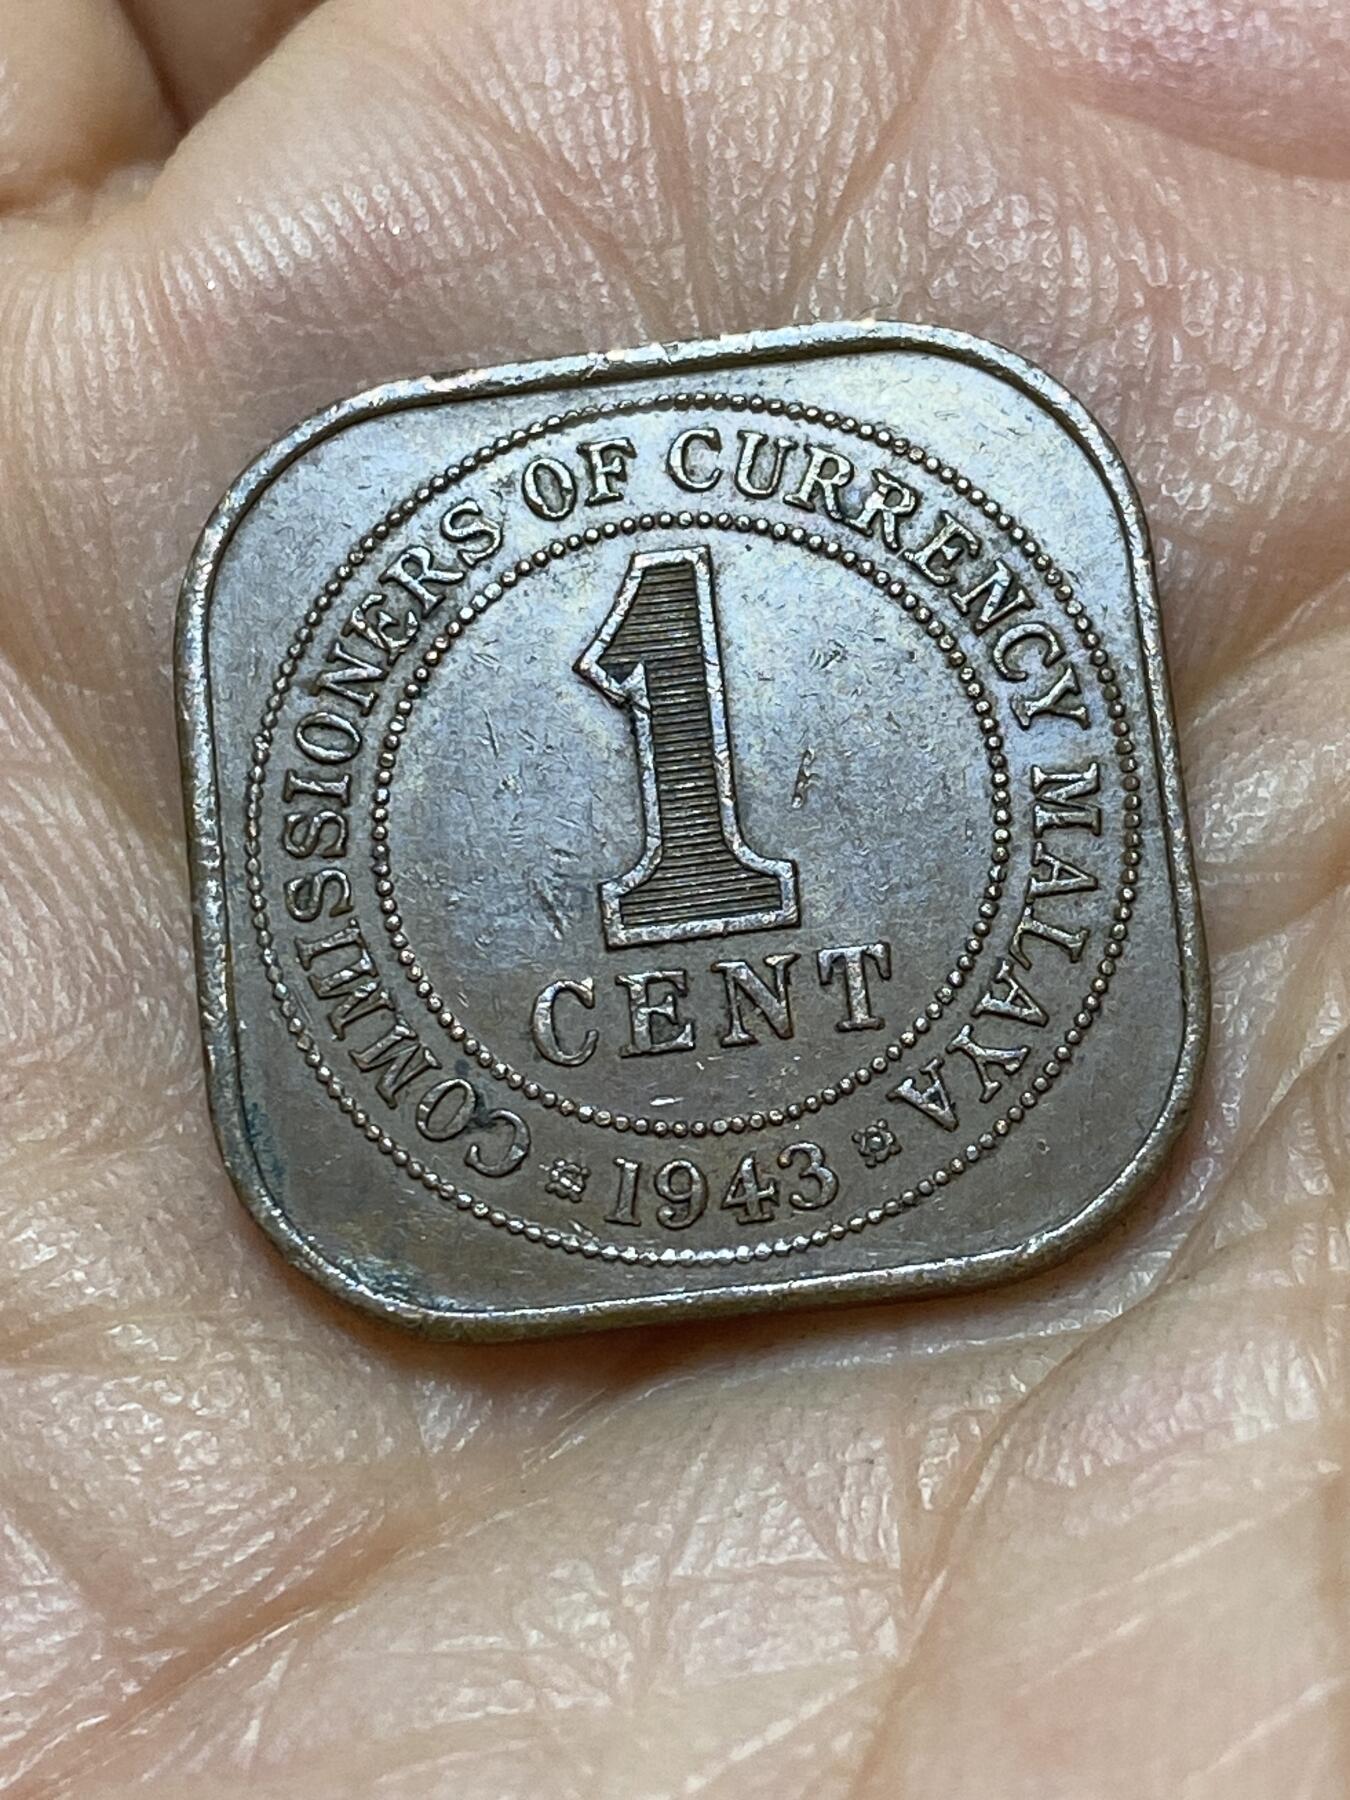 COMMISSIONERS OF CURRENCY MALAYA
1
CENT
1943